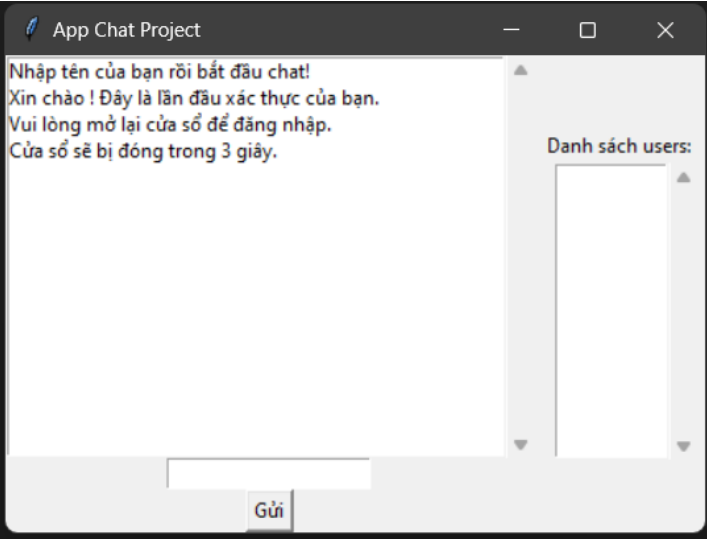 App Chat Project
Nhập tên của bạn rồi bắt đầu chat!
Xin chào ! Đây là lần đầu xác thực của bạn.
Vui lòng mở lại cửa sổ để đăng nhập.
Cửa sổ sẽ bị đóng trong 3 giây.
Danh sách users:
Gửi